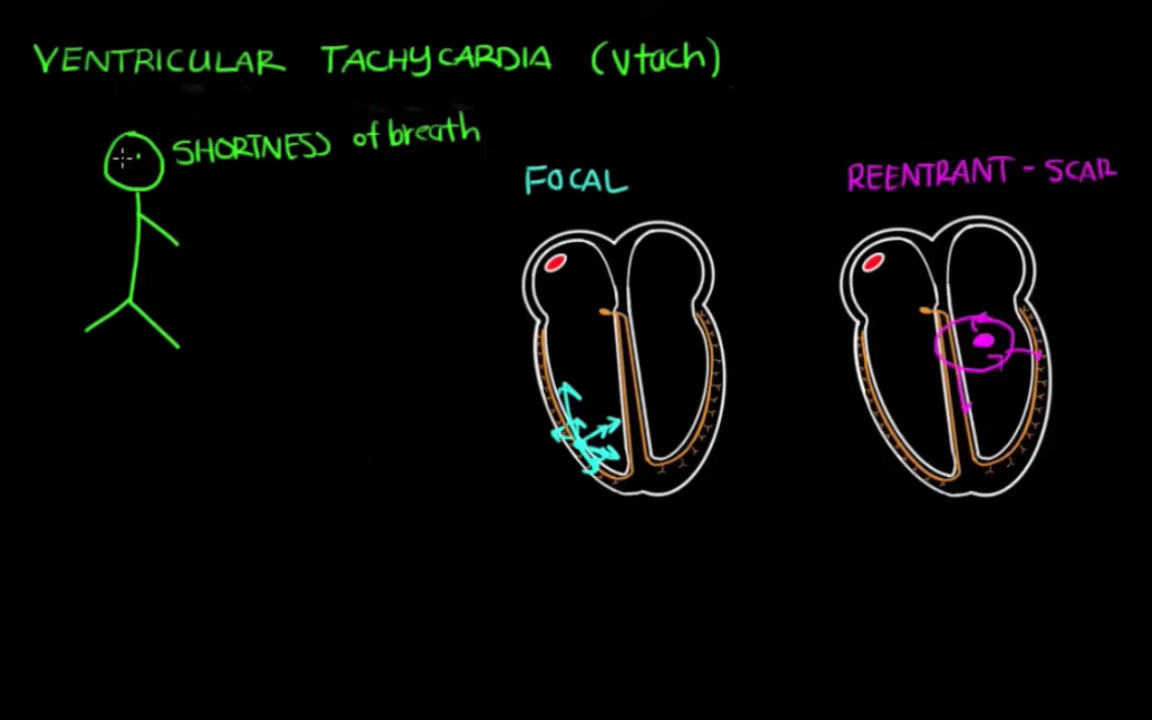 VENTRICULAR TACHYCARDIA (Vtach)
SHORTNESS of breath
FOCAL
REENTRANT - SCAR